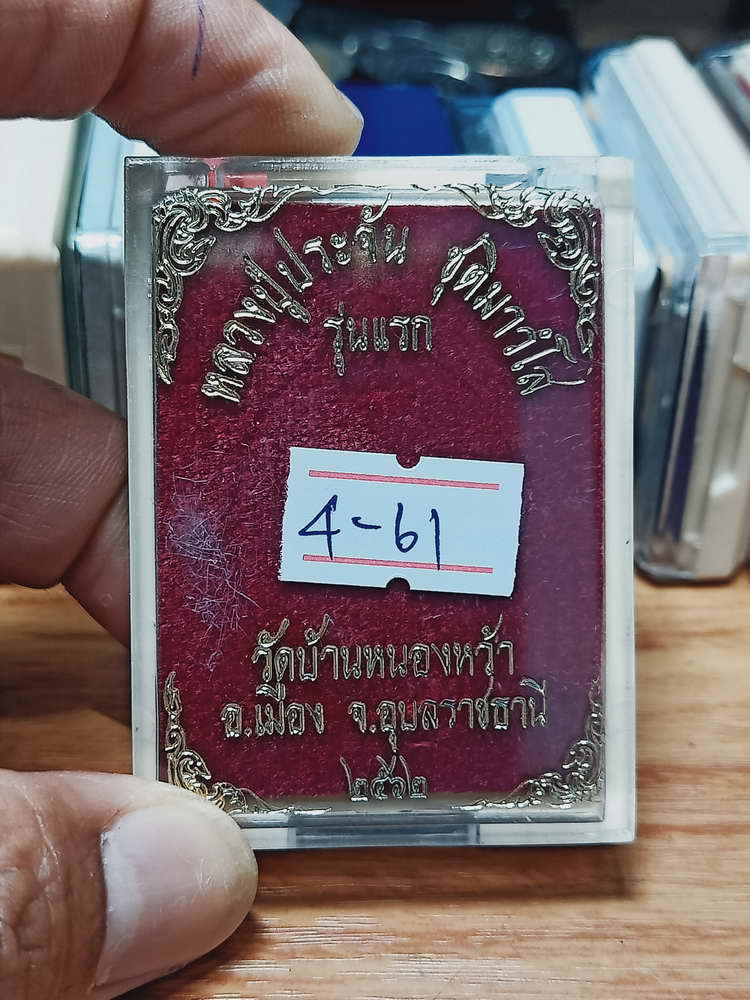 หลวงปู่ประจัน ชุติมาวโส
รุ่นแรก
4-61
วัดบ้านหนองหว้า
อ.เมือง จ.อุบลราชธานี
๒๕๖๒